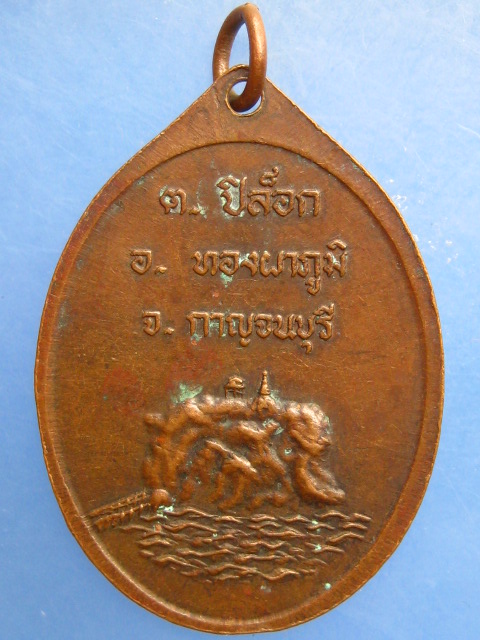 ต. ปิล๊อก
อ. ทองผาภูมิ
จ. กาญจนบุรี